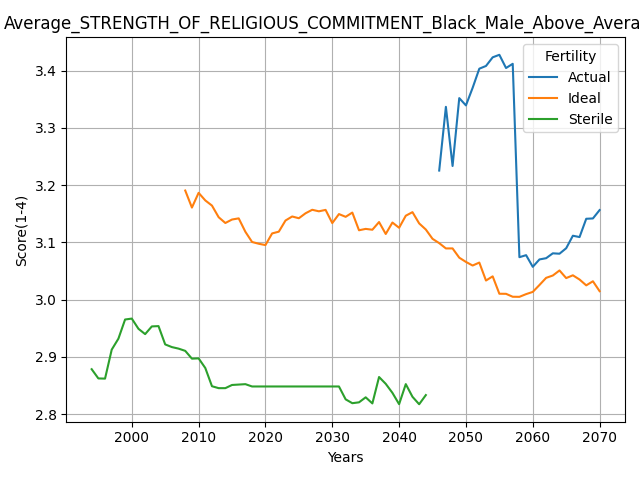 Average_STRENGTH_OF_RELIGIOUS_COMMITMENT_Black_Male_Above_Avera
Fertility
Actual
Ideal
Sterile
Score(1-4)
3.4
3.3
3.2
3.1
3.0
2.9
2.8
2000 2010 2020 2030 2040 2050 2060 2070
Years